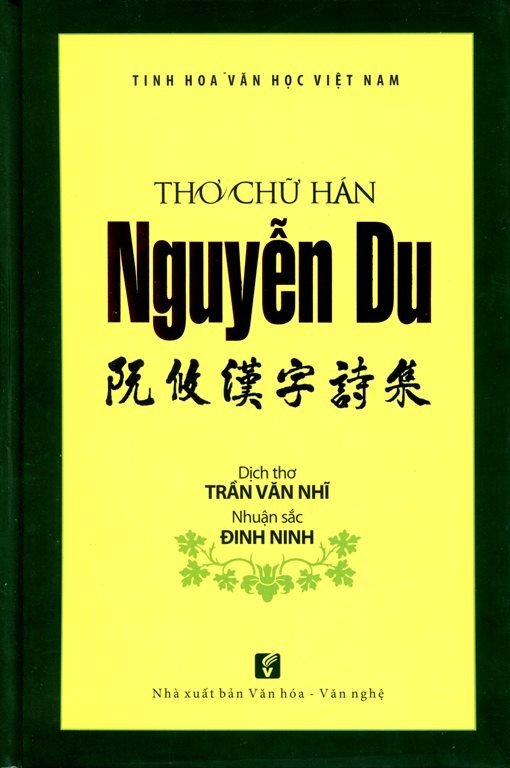 TINH HOA VĂN HỌC VIỆT NAM
THƠ CHỮ HÁN
Nguyễn Du
阮攸漢字詩集
Dịch thơ
TRẦN VĂN NHĨ
Nhuận sắc
ĐINH NINH
Nhà xuất bản Văn hóa - Văn nghệ